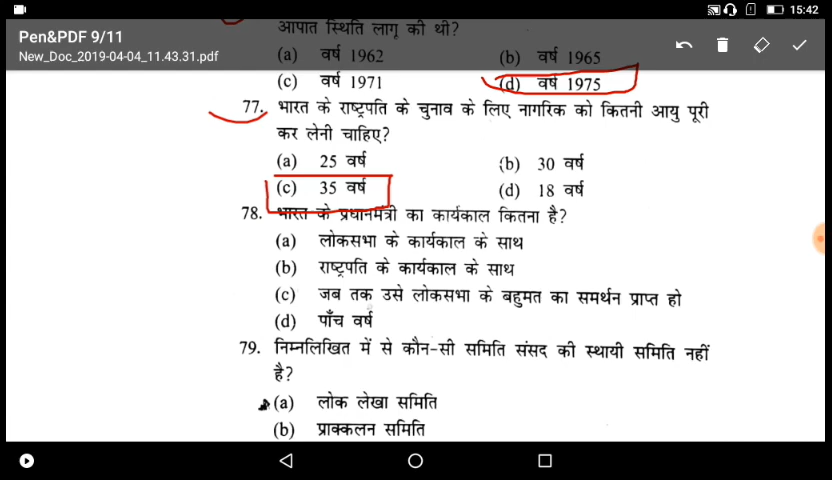 15:42
Pen&PDF 9/11
New_Doc_2019-04-04_11.43.31.pdf
आपात स्थिति लागू की थी?
(a) वर्ष 1962 (b) वर्ष 1965
(c) वर्ष 1971 (d) वर्ष 1975
77. भारत के राष्ट्रपति के चुनाव के लिए नागरिक को कितनी आयु पूरी
कर लेनी चाहिए?
(a) 25 वर्ष (b) 30 वर्ष
(c) 35 वर्ष (d) 18 वर्ष
78. भारत के प्रधानमंत्री का कार्यकाल कितना है?
(a) लोकसभा के कार्यकाल के साथ
(b) राष्ट्रपति के कार्यकाल के साथ
(c) जब तक उसे लोकसभा के बहुमत का समर्थन प्राप्त हो
(d) पाँच वर्ष
79. निम्नलिखित में से कौन-सी समिति संसद की स्थायी समिति नहीं
है?
(a) लोक लेखा समिति
(b) प्राक्कलन समिति